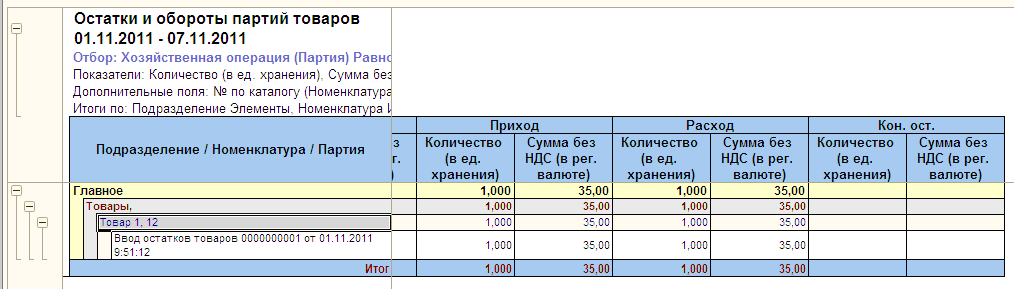 Остатки и обороты партий товаров
01.11.2011 - 07.11.2011
Отбор: Хозяйственная операция (Партия)
Показатели: Количество (в ед. хранения), Сумма без
Дополнительные поля: № по каталогу
Итоги по: Подразделение Элементы, Номенклатура
Подразделение / Номенклатура / Партия Приход Расход Кон. ост.
Количество (в ед. хранения) Сумма без НДС (в рег. валюте) Количество (в ед. хранения) Сумма без НДС (в рег. валюте) Количество (в ед. хранения) Сумма без НДС (в рег. валюте)
Главное 1,000 35,00 1,000 35,00
Товары, 1,000 35,00 1,000 35,00
Товар 1, 12 1,000 35,00 1,000 35,00
Ввод остатков товаров 0000000001 от 01.11.2011 9:51:12 1,000 35,00 1,000 35,00
Итог 1,000 35,00 1,000 35,00